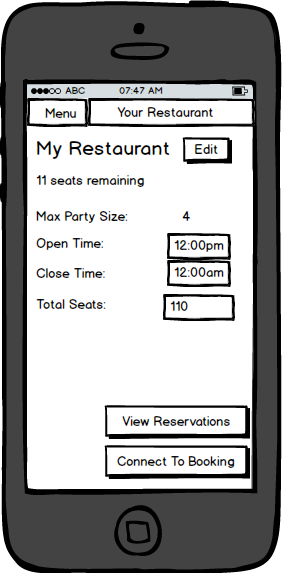 ABC 07:47 AM
Menu Your Restaurant
My Restaurant Edit
11 seats remaining
Max Party Size: 4
Open Time: 12:00pm
Close Time: 12:00am
Total Seats: 110
View Reservations
Connect To Booking